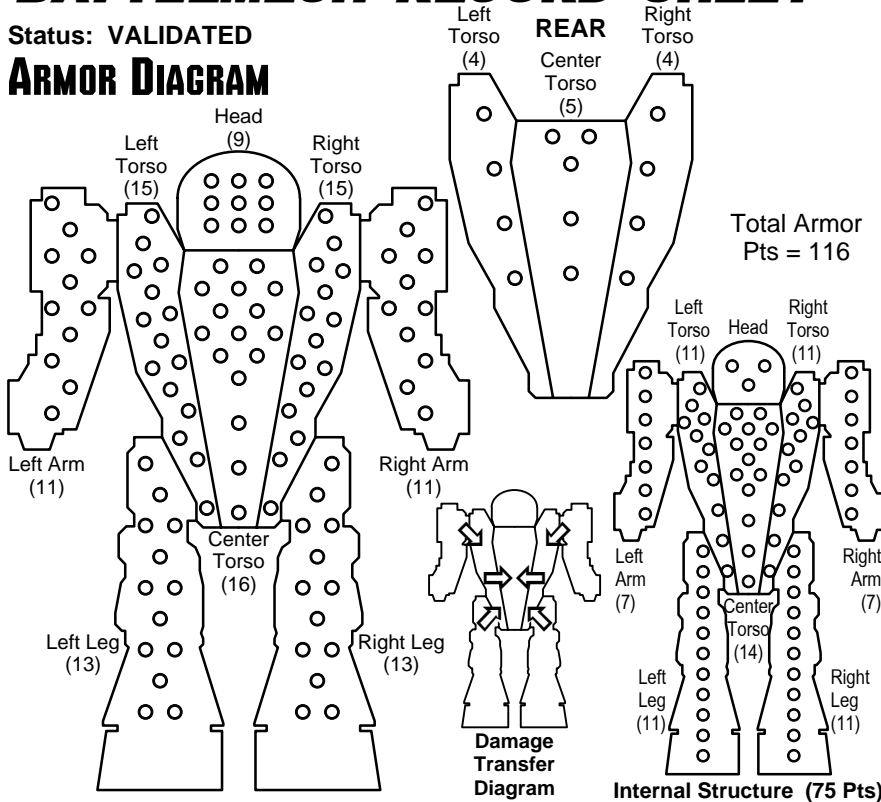 BATTLEMECH RECORD SHEET
Status: VALIDATED
ARMOR DIAGRAM
Left
Torso
(4)
REAR
Right
Torso
(4)
Center
Torso
(5)
Head
(9)
Left
Torso
(15)
Right
Torso
(15)
Total Armor
Pts = 116
Left Arm
(11)
Right Arm
(11)
Center
Torso
(16)
Left Leg
(13)
Right Leg
(13)
Left
Torso
(11)
Head
Right
Torso
(11)
Left
Arm
(7)
Right
Arm
(7)
Center
Torso
(14)
Left
Leg
(11)
Right
Leg
(11)
Damage
Transfer
Diagram
Internal Structure (75 Pts)